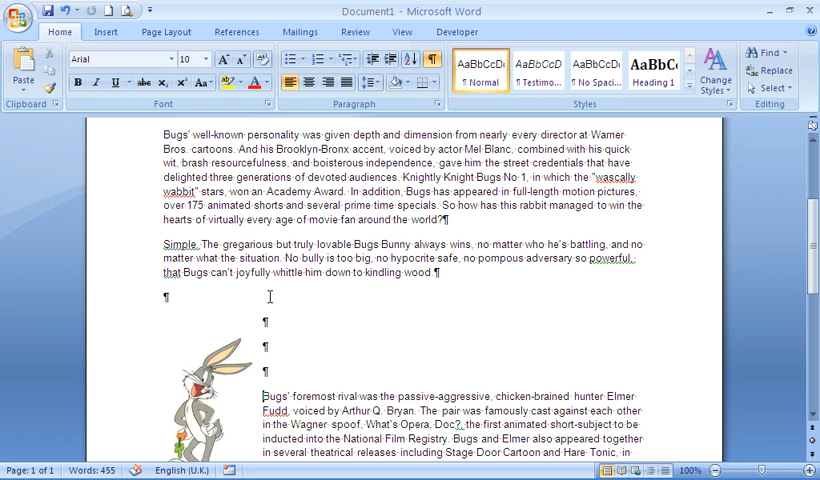 Document1 - Microsoft Word
Home Insert Page Layout References Mailings Review View Developer
Paste
Clipboard
Arial 10
B I U abc x₂ x² Aa
Font
Paragraph
AaBbCcDc AaBbCcDc AaBbCcDc AaBbC
¶ Normal ¶ Testimo... ¶ No Spaci... Heading 1
Change Styles
Styles
Find
Replace
Select
Editing
Bugs' well-known personality was given depth and dimension from nearly every director at Warner
Bros. cartoons. And his Brooklyn-Bronx accent, voiced by actor Mel Blanc, combined with his quick
wit, brash resourcefulness, and boisterous independence, gave him the street credentials that have
delighted three generations of devoted audiences. Knightly Knight Bugs No 1, in which the "wascally
wabbit" stars, won an Academy Award. In addition, Bugs has appeared in full-length motion pictures,
over 175 animated shorts and several prime time specials. So how has this rabbit managed to win the
hearts of virtually every age of movie fan around the world?¶
Simple. The gregarious but truly lovable Bugs Bunny always wins, no matter who he's battling, and no
matter what the situation. No bully is too big, no hypocrite safe, no pompous adversary so powerful,
that Bugs can't joyfully whittle him down to kindling wood.¶
¶
¶
¶
¶
Bugs' foremost rival was the passive-aggressive, chicken-brained hunter Elmer
Fudd, voiced by Arthur Q. Bryan. The pair was famously cast against each other
in the Wagner spoof, What's Opera, Doc?, the first animated short-subject to be
inducted into the National Film Registry. Bugs and Elmer also appeared together
in several theatrical releases including Stage Door Cartoon and Hare Tonic, in
Page: 1 of 1 Words: 455 English (U.K.) 100%